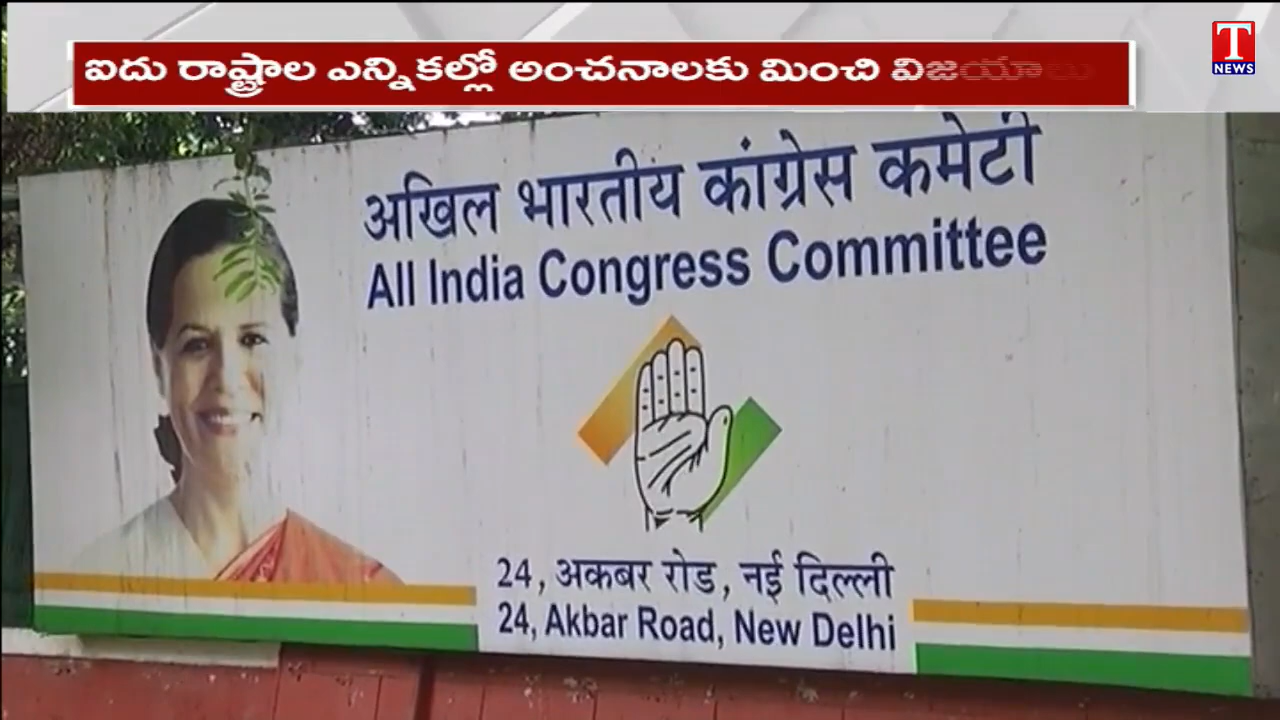 ఐదు రాష్ట్రాల ఎన్నికల్లో అంచనాలకు మించి విజయాలు
T
NEWS
अखिल भारतीय कांग्रेस कमेटी
All India Congress Committee
24, अकबर रोड, नई दिल्ली
24, Akbar Road, New Delhi